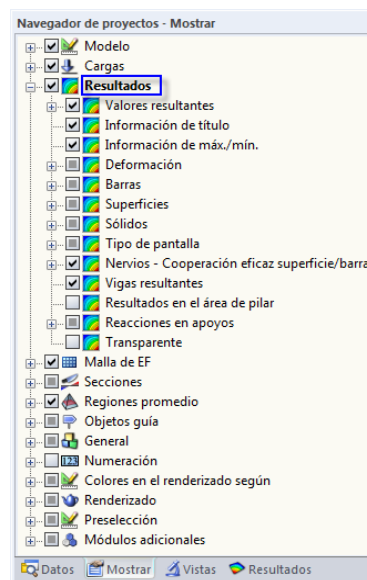 Navegador de proyectos - Mostrar
Modelo
Cargas
Resultados
Valores resultantes
Información de título
Información de máx./mín.
Deformación
Barras
Superficies
Sólidos
Tipo de pantalla
Nervios - Cooperación eficaz superficie/barra
Vigas resultantes
Resultados en el área de pilar
Reacciones en apoyos
Transparente
Malla de EF
Secciones
Regiones promedio
Objetos guía
General
123 Numeración
Colores en el renderizado según
Renderizado
Preselección
Módulos adicionales
Datos Mostrar Vistas Resultados